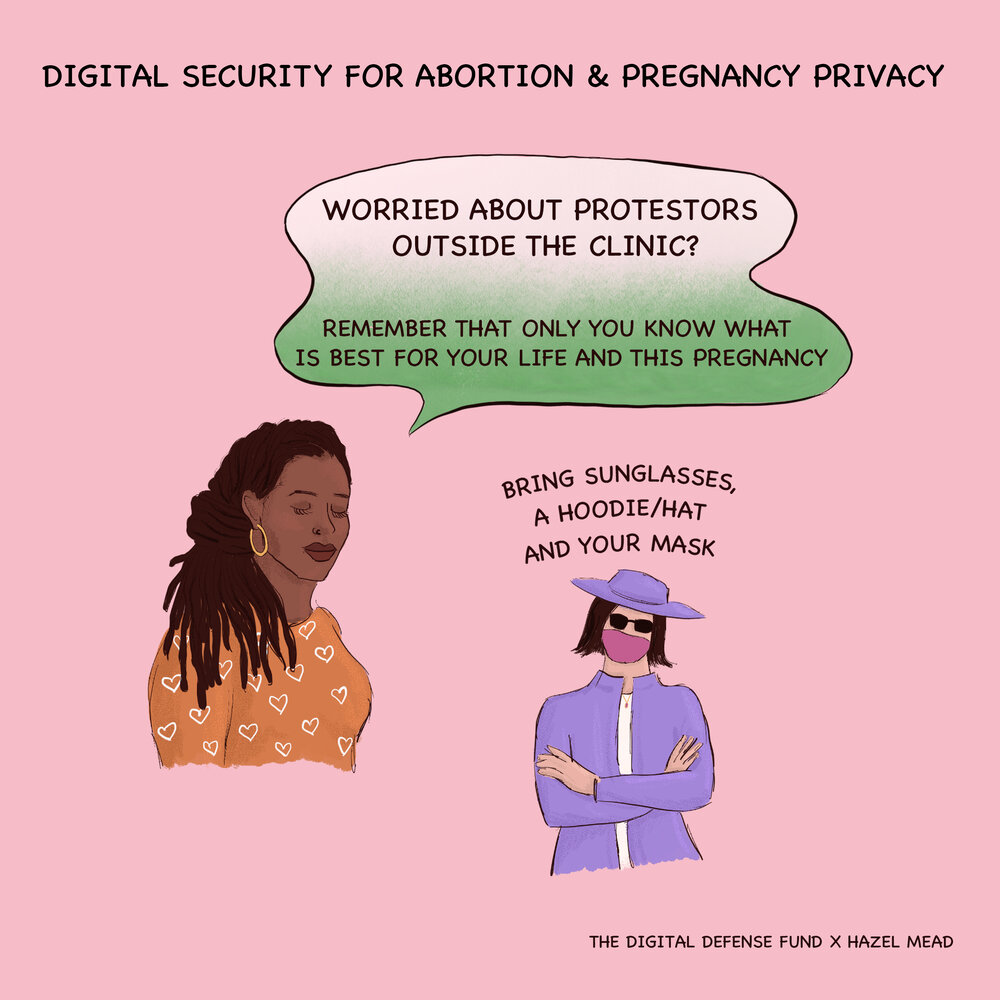 DIGITAL SECURITY FOR ABORTION & PREGNANCY PRIVACY
WORRIED ABOUT PROTESTORS
OUTSIDE THE CLINIC?
REMEMBER THAT ONLY YOU KNOW WHAT
IS BEST FOR YOUR LIFE AND THIS PREGNANCY
BRING SUNGLASSES,
A HOODIE/HAT
AND YOUR MASK
THE DIGITAL DEFENSE FUND X HAZEL MEAD